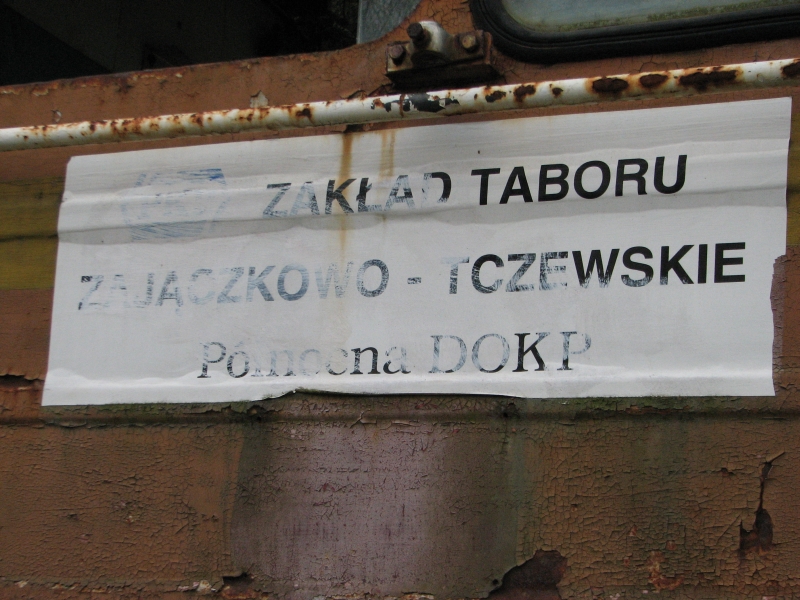 ZAKŁAD TABORU
ZAJĄCZKOWO - TCZEWSKIE
Północna DOKP